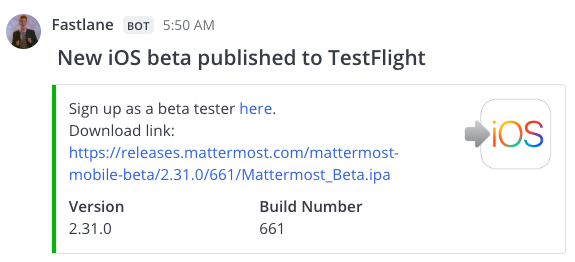 Fastlane BOT 5:50 AM
New iOS beta published to TestFlight
Sign up as a beta tester here.
Download link:
https://releases.mattermost.com/mattermost-
mobile-beta/2.31.0/661/Mattermost_Beta.ipa
iOS
Version Build Number
2.31.0 661